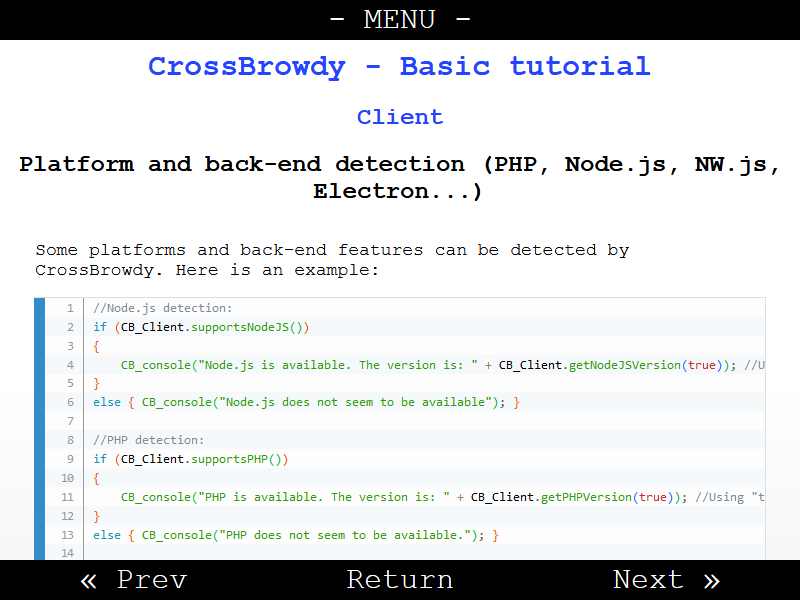 - MENU -
CrossBrowdy - Basic tutorial
Client
Platform and back-end detection (PHP, Node.js, NW.js,
Electron...)
Some platforms and back-end features can be detected by
CrossBrowdy. Here is an example:
1 //Node.js detection:
2 if (CB_Client.supportsNodeJS())
3 {
4 CB_console("Node.js is available. The version is: " + CB_Client.getNodeJSVersion(true)); //U
5 }
6 else { CB_console("Node.js does not seem to be available"); }
7
8 //PHP detection:
9 if (CB_Client.supportsPHP())
10 {
11 CB_console("PHP is available. The version is: " + CB_Client.getPHPVersion(true)); //Using "t
12 }
13 else { CB_console("PHP does not seem to be available."); }
14
« Prev Return Next »